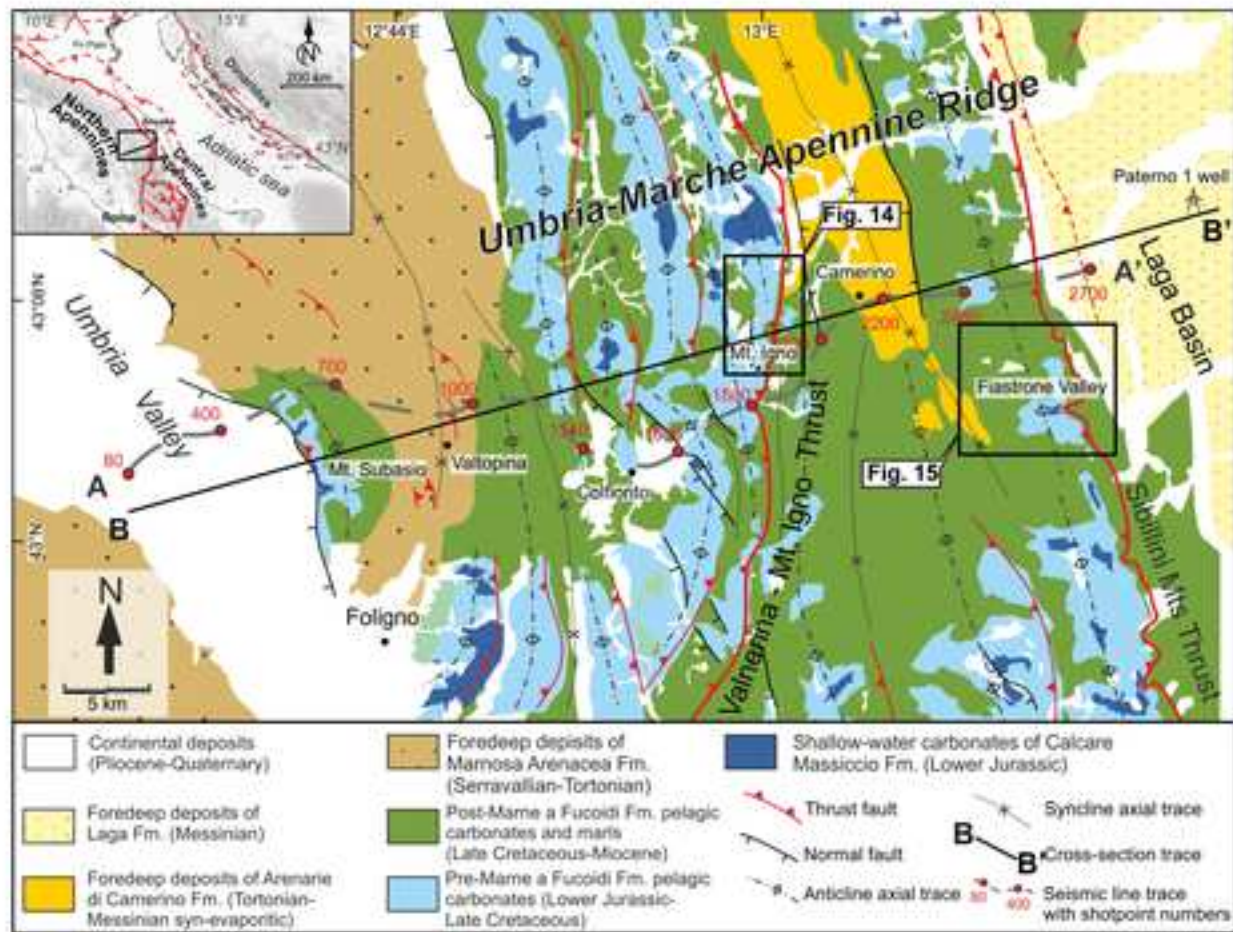 10°E
15°E
N
200 km
Dinarides
Northern
Apennines
Central
Apennines
Adriatic sea
43°N
Rome
12°44'E
13°E
43°08'N
43°N
Umbria-Marche Apennine Ridge
Fig. 14
Paterno 1 well
B'
A'
Laga Basin
Camerino
2200
2700
Umbria
Valley
Mt. Igno
Fiastrone Valley
700
1000
400
80
1500
A
B
Mt. Subasio
Valtopina
Colfiorito
Fig. 15
Foligno
Valnerina - Mt. Igno Thrust
Sibillini Mts Thrust
N
5 km
Continental deposits
(Pliocene-Quaternary)
Foredeep deposits of
Laga Fm. (Messinian)
Foredeep deposits of Arenarie
di Camerino Fm. (Tortonian-
Messinian syn-evaporitic)
Foredeep depisits of
Marnosa Arenacea Fm.
(Serravallian-Tortonian)
Post-Marne a Fucoidi Fm. pelagic
carbonates and marls
(Late Cretaceous-Miocene)
Pre-Marne a Fucoidi Fm. pelagic
carbonates (Lower Jurassic-
Late Cretaceous)
Shallow-water carbonates of Calcare
Massiccio Fm. (Lower Jurassic)
Thrust fault
Normal fault
Anticline axial trace
Syncline axial trace
B
B'
Cross-section trace
80
400
Seismic line trace
with shotpoint numbers